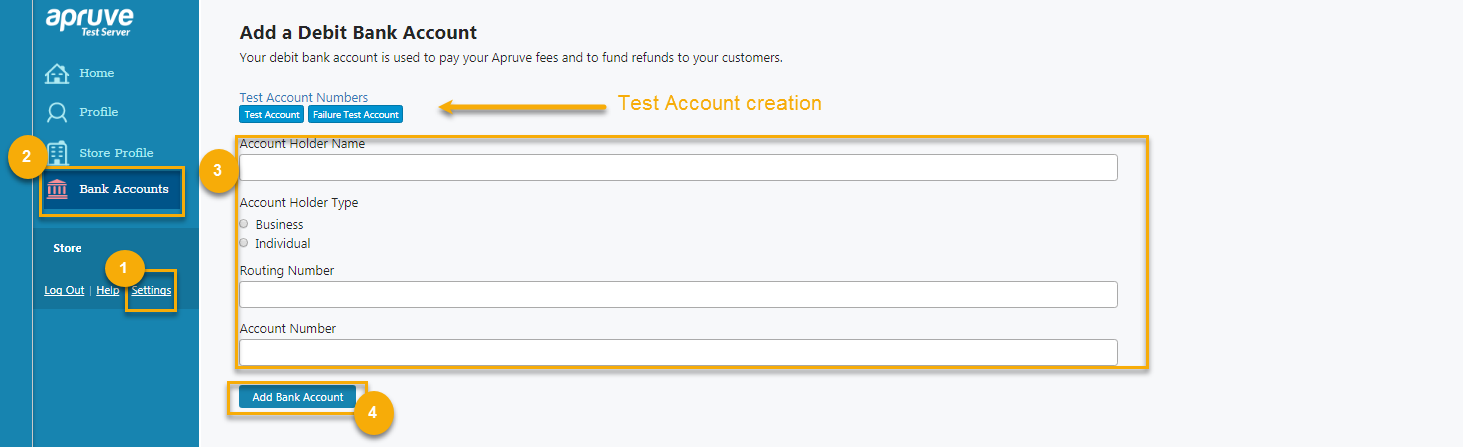 apruve
Test Server
Home
Profile
2
Store Profile
Bank Accounts
Store
1
Log Out | Help | Settings
Add a Debit Bank Account
Your debit bank account is used to pay your Apruve fees and to fund refunds to your customers.
Test Account Numbers
Test Account Failure Test Account
Test Account creation
3
Account Holder Name
Account Holder Type
Business
Individual
Routing Number
Account Number
Add Bank Account
4